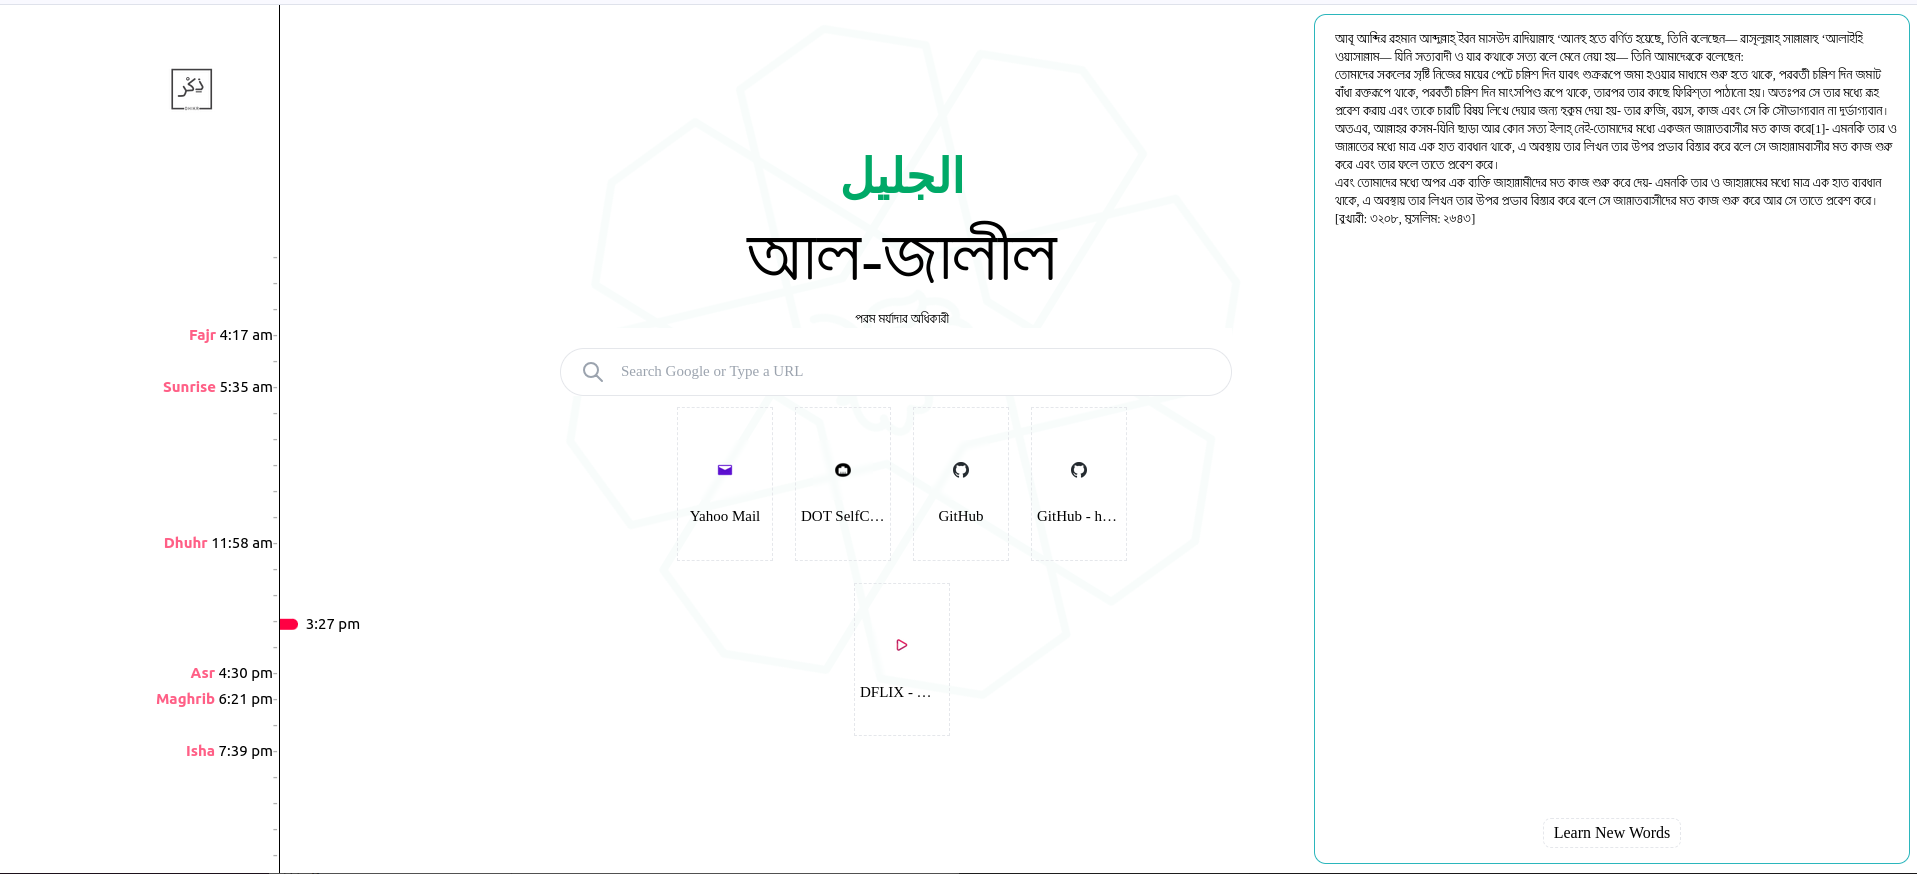 ذِكْر
DHIKR
Fajr 4:17 am
Sunrise 5:35 am
Dhuhr 11:58 am
3:27 pm
Asr 4:30 pm
Maghrib 6:21 pm
Isha 7:39 pm
الجليل
আল-জালীল
পরম মর্যাদার অধিকারী
Search Google or Type a URL
Yahoo Mail
DOT SelfC…
GitHub
GitHub - h…
DFLIX - …
আবূ আব্দির রহমান আব্দুল্লাহ্ ইবন মাসউদ রাদিয়াল্লাহু ‘আনহু হতে বর্ণিত হয়েছে, তিনি বলেছেন— রাসূলুল্লাহ্ সাল্লাল্লাহু ‘আলাইহি
ওয়াসাল্লাম— যিনি সত্যবাদী ও যার কথাকে সত্য বলে মেনে নেয়া হয়— তিনি আমাদেরকে বলেছেন:
তোমাদের সকলের সৃষ্টি নিজের মায়ের পেটে চল্লিশ দিন যাবৎ শুক্ররূপে জমা হওয়ার মাধ্যমে শুরু হতে থাকে, পরবর্তী চল্লিশ দিন জমাট
বাঁধা রক্তরূপে থাকে, পরবর্তী চল্লিশ দিন মাংসপিণ্ড রূপে থাকে, তারপর তার কাছে ফিরিশ্তা পাঠানো হয়। অতঃপর সে তার মধ্যে রূহ
প্রবেশ করায় এবং তাকে চারটি বিষয় লিখে দেয়ার জন্য হুকুম দেয়া হয়- তার রুজি, বয়স, কাজ এবং সে কি সৌভাগ্যবান না দুর্ভাগ্যবান।
অতএব, আল্লাহর কসম-যিনি ছাড়া আর কোন সত্য ইলাহ্ নেই-তোমাদের মধ্যে একজন জান্নাতবাসীর মত কাজ করে[1]- এমনকি তার ও
জান্নাতের মধ্যে মাত্র এক হাত ব্যবধান থাকে, এ অবস্থায় তার লিখন তার উপর প্রভাব বিস্তার করে বলে সে জাহান্নামবাসীর মত কাজ শুরু
করে এবং তার ফলে তাতে প্রবেশ করে।
এবং তোমাদের মধ্যে অপর এক ব্যক্তি জাহান্নামীদের মত কাজ শুরু করে দেয়- এমনকি তার ও জাহান্নামের মধ্যে মাত্র এক হাত ব্যবধান
থাকে, এ অবস্থায় তার লিখন তার উপর প্রভাব বিস্তার করে বলে সে জান্নাতবাসীদের মত কাজ শুরু করে আর সে তাতে প্রবেশ করে।
[বুখারী: ৩২০৮, মুসলিম: ২৬৪৩]
Learn New Words